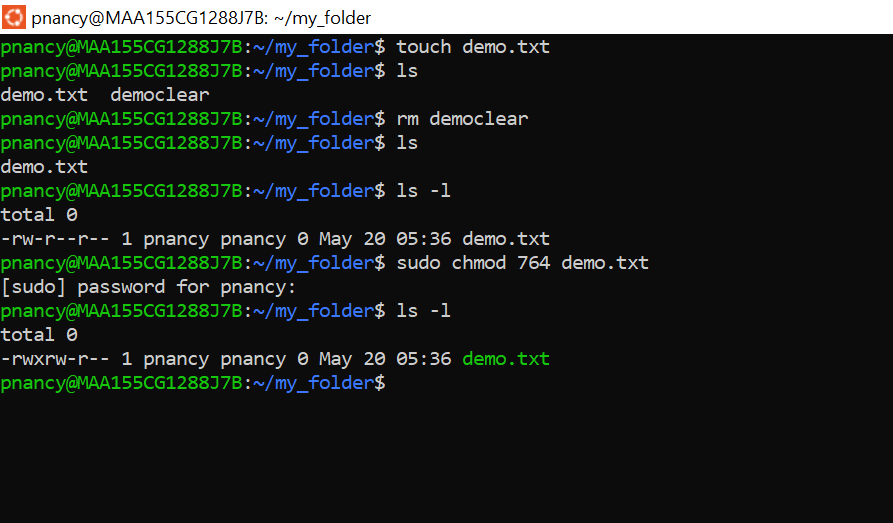 pnancy@MAA155CG1288J7B: ~/my_folder
pnancy@MAA155CG1288J7B:~/my_folder$ touch demo.txt
pnancy@MAA155CG1288J7B:~/my_folder$ ls
demo.txt  democlear
pnancy@MAA155CG1288J7B:~/my_folder$ rm democlear
pnancy@MAA155CG1288J7B:~/my_folder$ ls
demo.txt
pnancy@MAA155CG1288J7B:~/my_folder$ ls -l
total 0
-rw-r--r-- 1 pnancy pnancy 0 May 20 05:36 demo.txt
pnancy@MAA155CG1288J7B:~/my_folder$ sudo chmod 764 demo.txt
[sudo] password for pnancy:
pnancy@MAA155CG1288J7B:~/my_folder$ ls -l
total 0
-rwxrw-r-- 1 pnancy pnancy 0 May 20 05:36 demo.txt
pnancy@MAA155CG1288J7B:~/my_folder$